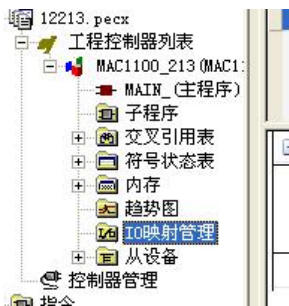 12213.pecx
工程控制器列表
MAC1100_213(MAC11
MAIN_(主程序)
子程序
交叉引用表
符号状态表
内存
趋势图
IO映射管理
从设备
控制器管理
指令